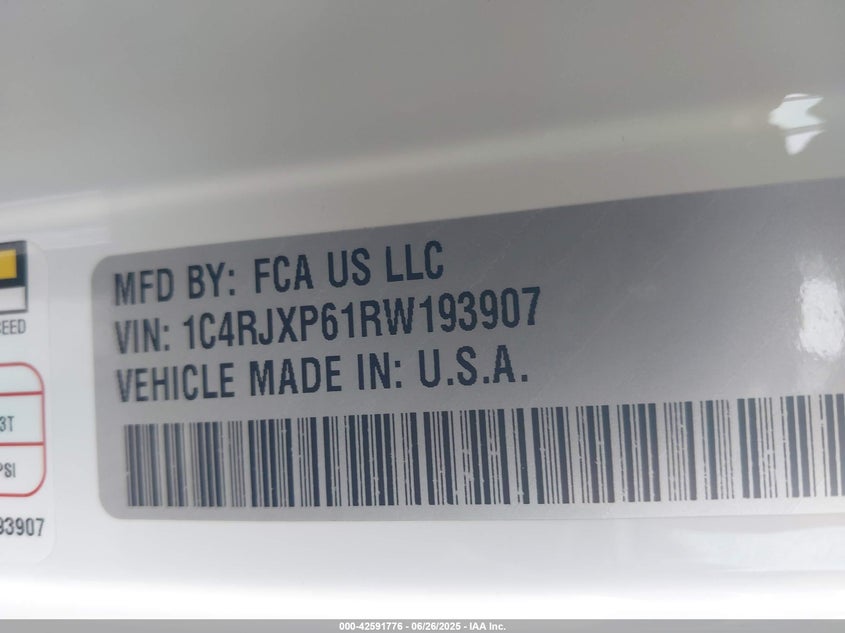 MFD BY: FCA US LLC
VIN: 1C4RJXP61RW193907
VEHICLE MADE IN: U.S.A.
CEED
3T
PSI
93907
000-42591776 - 06/26/2025 - IAA Inc.